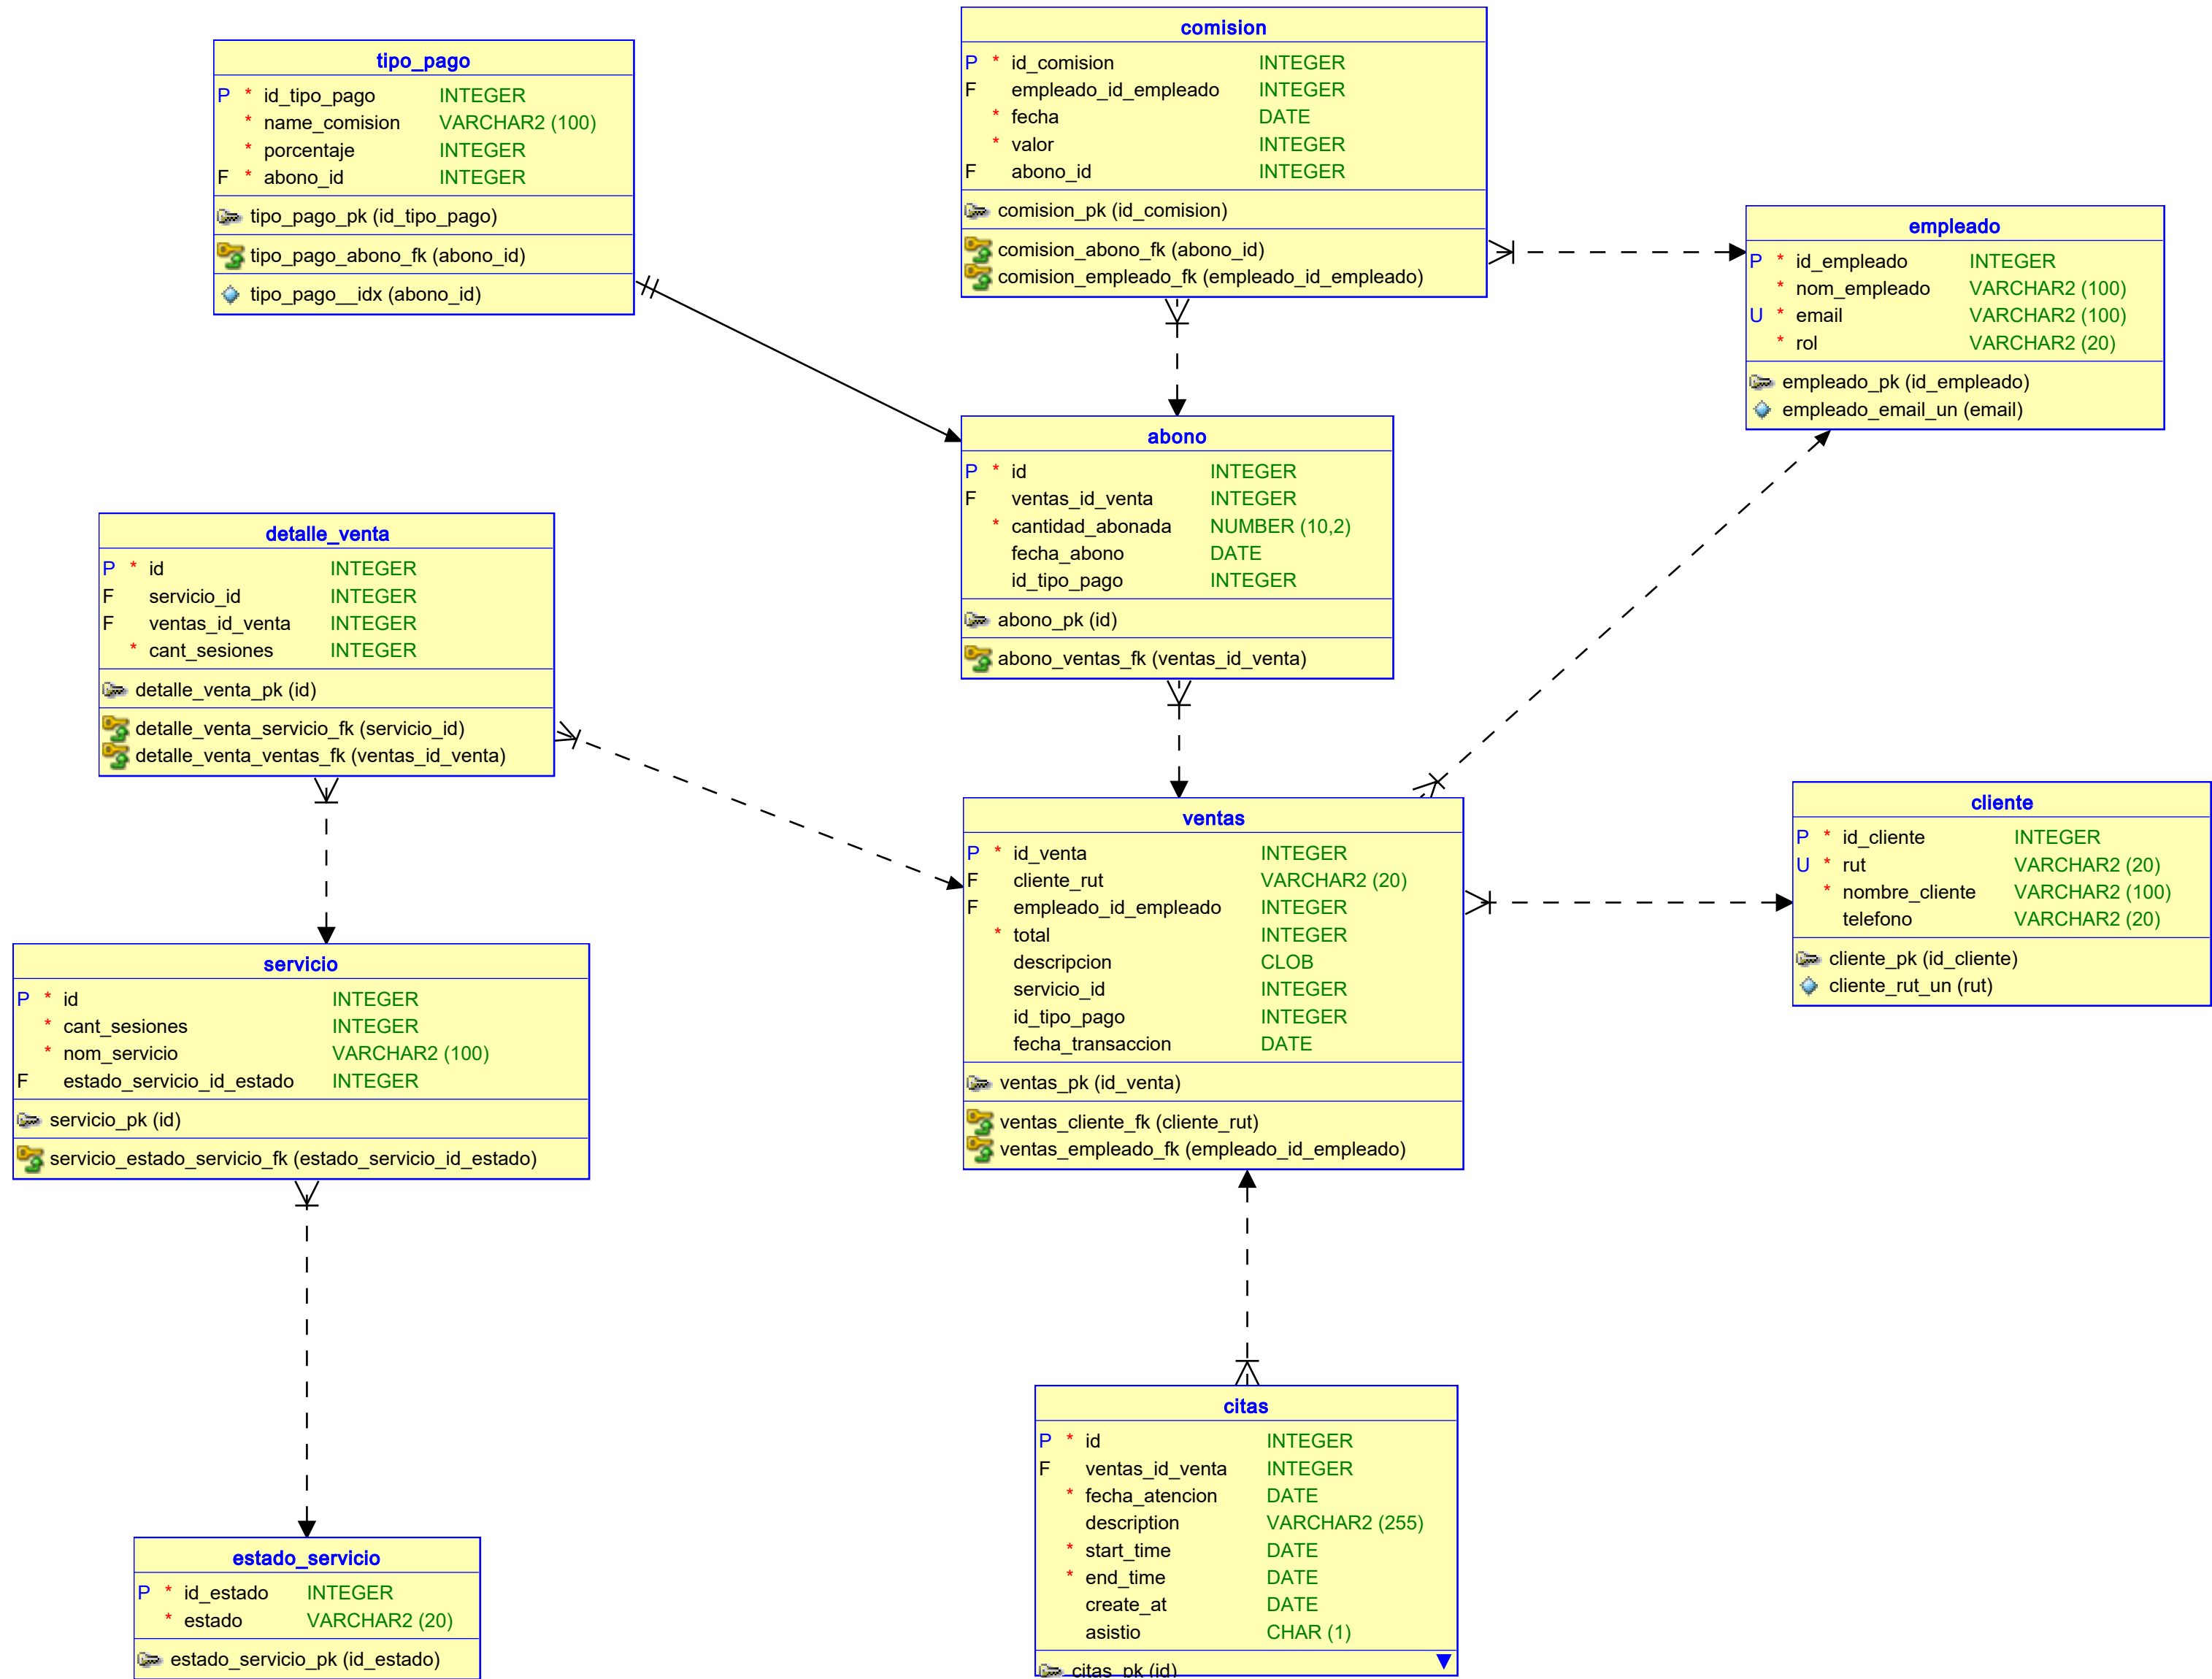 tipo_pago
P * id_tipo_pago INTEGER
* name_comision VARCHAR2 (100)
* porcentaje INTEGER
F * abono_id INTEGER
tipo_pago_pk (id_tipo_pago)
tipo_pago_abono_fk (abono_id)
tipo_pago__idx (abono_id)
comision
P * id_comision INTEGER
F empleado_id_empleado INTEGER
* fecha DATE
* valor INTEGER
F abono_id INTEGER
comision_pk (id_comision)
comision_abono_fk (abono_id)
comision_empleado_fk (empleado_id_empleado)
empleado
P * id_empleado INTEGER
* nom_empleado VARCHAR2 (100)
U * email VARCHAR2 (100)
* rol VARCHAR2 (20)
empleado_pk (id_empleado)
empleado_email_un (email)
abono
P * id INTEGER
F ventas_id_venta INTEGER
* cantidad_abonada NUMBER (10,2)
fecha_abono DATE
id_tipo_pago INTEGER
abono_pk (id)
abono_ventas_fk (ventas_id_venta)
detalle_venta
P * id INTEGER
F servicio_id INTEGER
F ventas_id_venta INTEGER
* cant_sesiones INTEGER
detalle_venta_pk (id)
detalle_venta_servicio_fk (servicio_id)
detalle_venta_ventas_fk (ventas_id_venta)
ventas
P * id_venta INTEGER
F cliente_rut VARCHAR2 (20)
F empleado_id_empleado INTEGER
* total INTEGER
descripcion CLOB
servicio_id INTEGER
id_tipo_pago INTEGER
fecha_transaccion DATE
ventas_pk (id_venta)
ventas_cliente_fk (cliente_rut)
ventas_empleado_fk (empleado_id_empleado)
cliente
P * id_cliente INTEGER
U * rut VARCHAR2 (20)
* nombre_cliente VARCHAR2 (100)
telefono VARCHAR2 (20)
cliente_pk (id_cliente)
cliente_rut_un (rut)
servicio
P * id INTEGER
* cant_sesiones INTEGER
* nom_servicio VARCHAR2 (100)
F estado_servicio_id_estado INTEGER
servicio_pk (id)
servicio_estado_servicio_fk (estado_servicio_id_estado)
citas
P * id INTEGER
F ventas_id_venta INTEGER
* fecha_atencion DATE
description VARCHAR2 (255)
* start_time DATE
* end_time DATE
create_at DATE
asistio CHAR (1)
citas_pk (id)
estado_servicio
P * id_estado INTEGER
* estado VARCHAR2 (20)
estado_servicio_pk (id_estado)